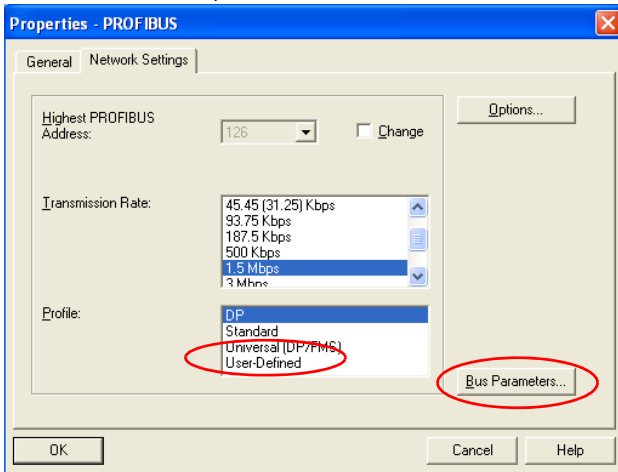 Properties - PROFIBUS
General Network Settings
Highest PROFIBUS
Address:
126
Change
Options...
Transmission Rate:
45.45 (31.25) Kbps
93.75 Kbps
187.5 Kbps
500 Kbps
1.5 Mbps
3 Mbps
Profile:
DP
Standard
Universal (DP/FMS)
User-Defined
Bus Parameters...
OK
Cancel
Help